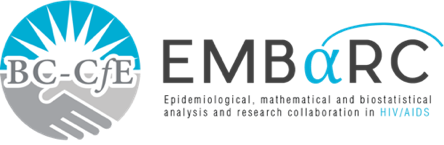 BC-CfE
EMBαRC
Epidemiological, mathematical and biostatistical
analysis and research collaboration in HIV/AIDS